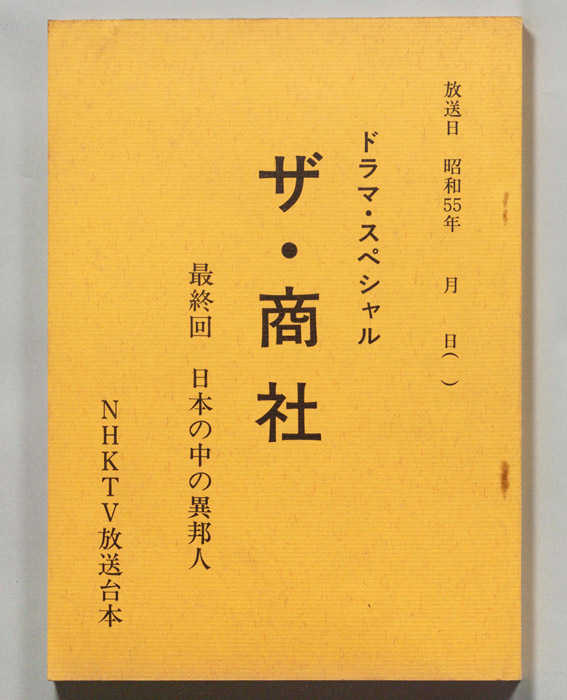 放送日 昭和55年 月 日( )
ドラマ・スペシャル
ザ・商社
最終回 日本の中の異邦人
NHKTV放送台本